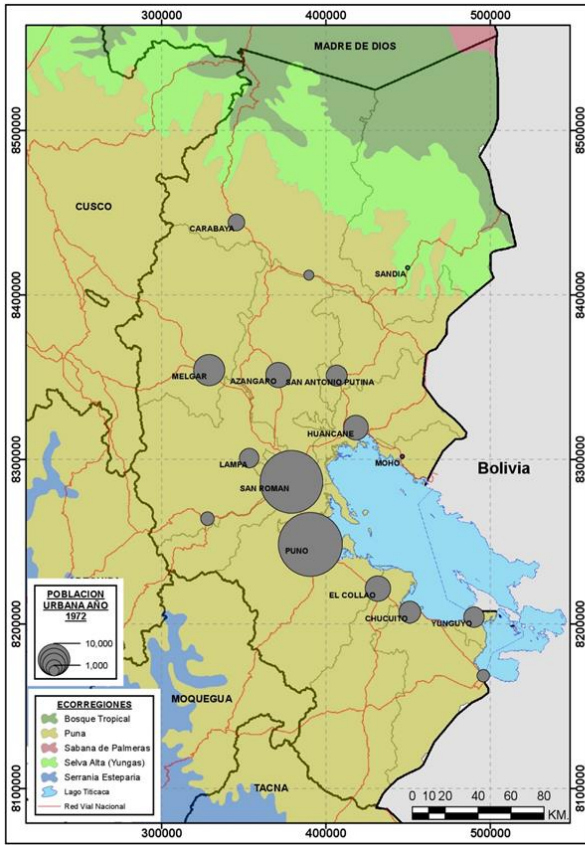 300000 400000 500000
MADRE DE DIOS
8500000 8500000
CUSCO
CARABAYA
SANDIA
8400000 8400000
MELGAR
AZANGARO
SAN ANTONIO PUTINA
HUANCANE
8300000 8300000
LAMPA
MOHO
Bolivia
SAN ROMAN
PUNO
POBLACION
URBANA AÑO
1972
10,000
1,000
EL COLLAO
CHUCUITO
YUNGUYO
8200000 8200000
MOQUEGUA
ECORREGIONES
Bosque Tropical
Puna
Sabana de Palmeras
Selva Alta (Yungas)
Serrania Esteparia
Lago Titicaca
Red Vial Nacional
TACNA
8100000 8100000
0 10 20 40 60 80
KM.
300000 400000 500000